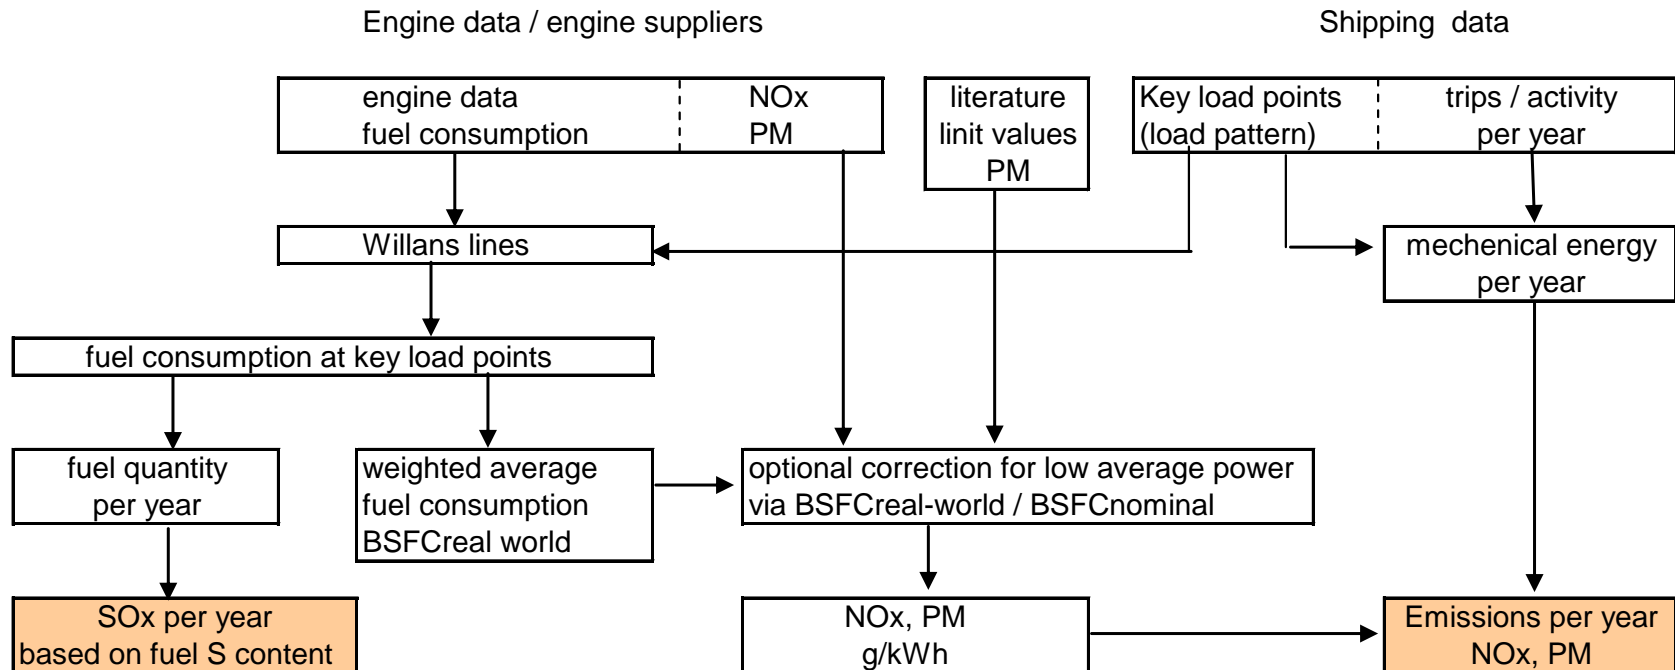 Engine data / engine suppliers
Shipping data
engine data
fuel consumption
NOx
PM
literature
linit values
PM
Key load points
(load pattern)
trips / activity
per year
Willans lines
mechenical energy
per year
fuel consumption at key load points
fuel quantity
per year
weighted average
fuel consumption
BSFCreal world
optional correction for low average power
via BSFCreal-world / BSFCnominal
SOx per year
based on fuel S content
NOx, PM
g/kWh
Emissions per year
NOx, PM